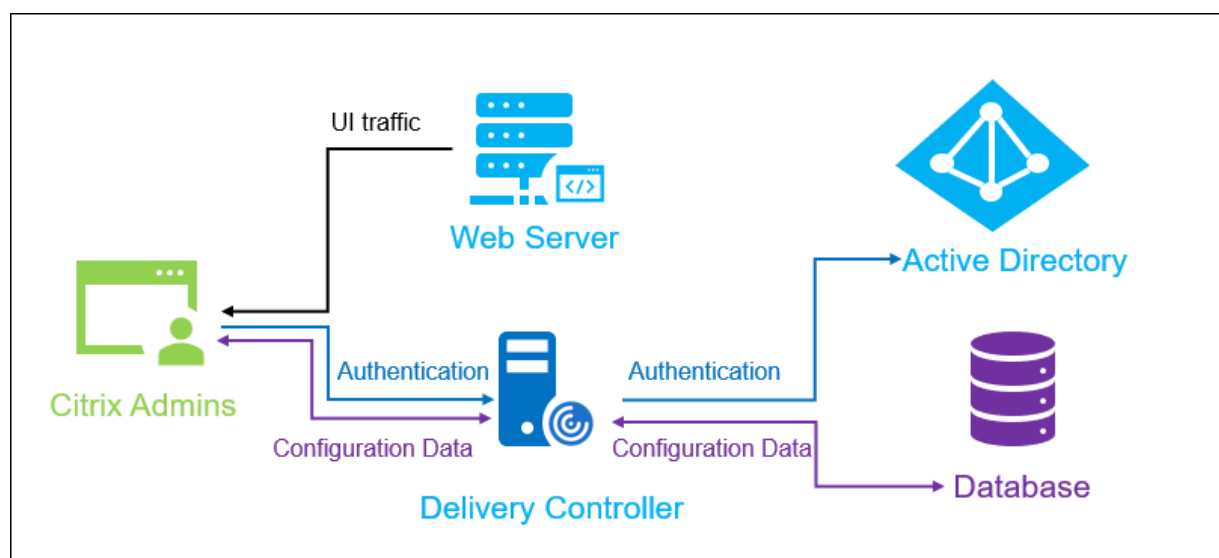 UI traffic
</>
Web Server
Active Directory
Authentication
Authentication
Citrix Admins
Configuration Data
Configuration Data
Database
Delivery Controller